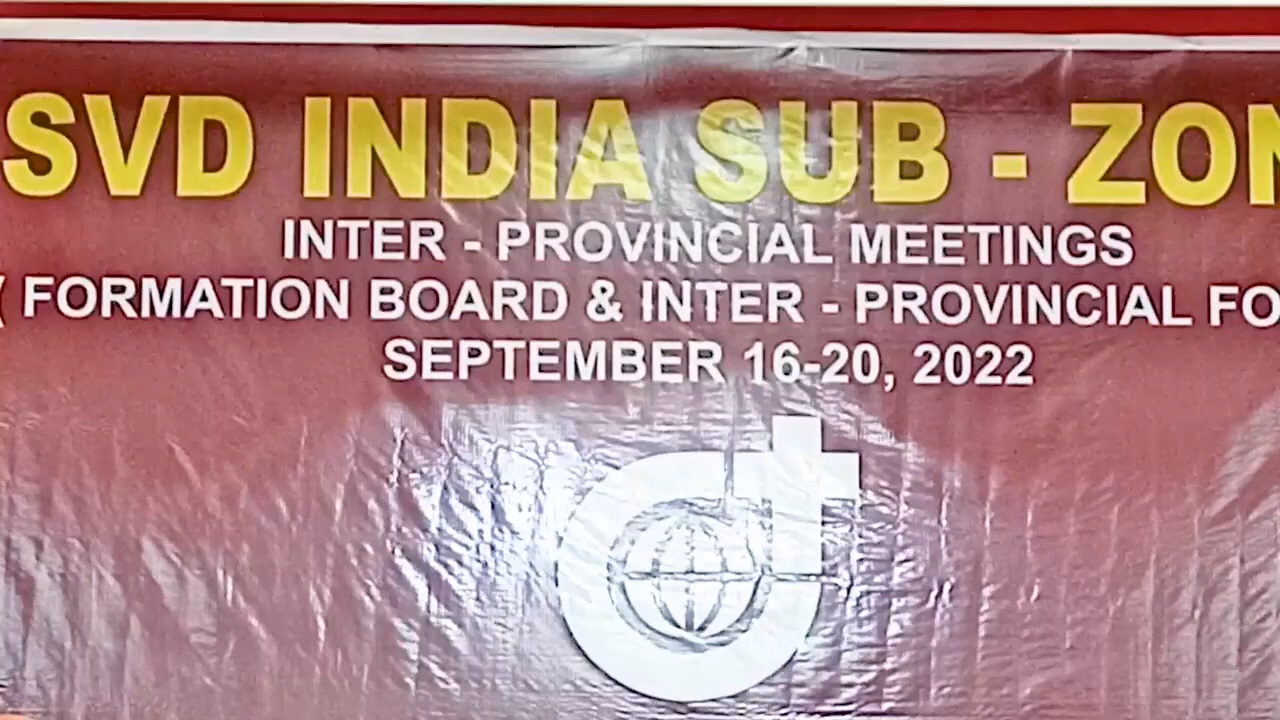 SVD INDIA SUB - ZON
INTER - PROVINCIAL MEETINGS
( FORMATION BOARD & INTER - PROVINCIAL FO
SEPTEMBER 16-20, 2022